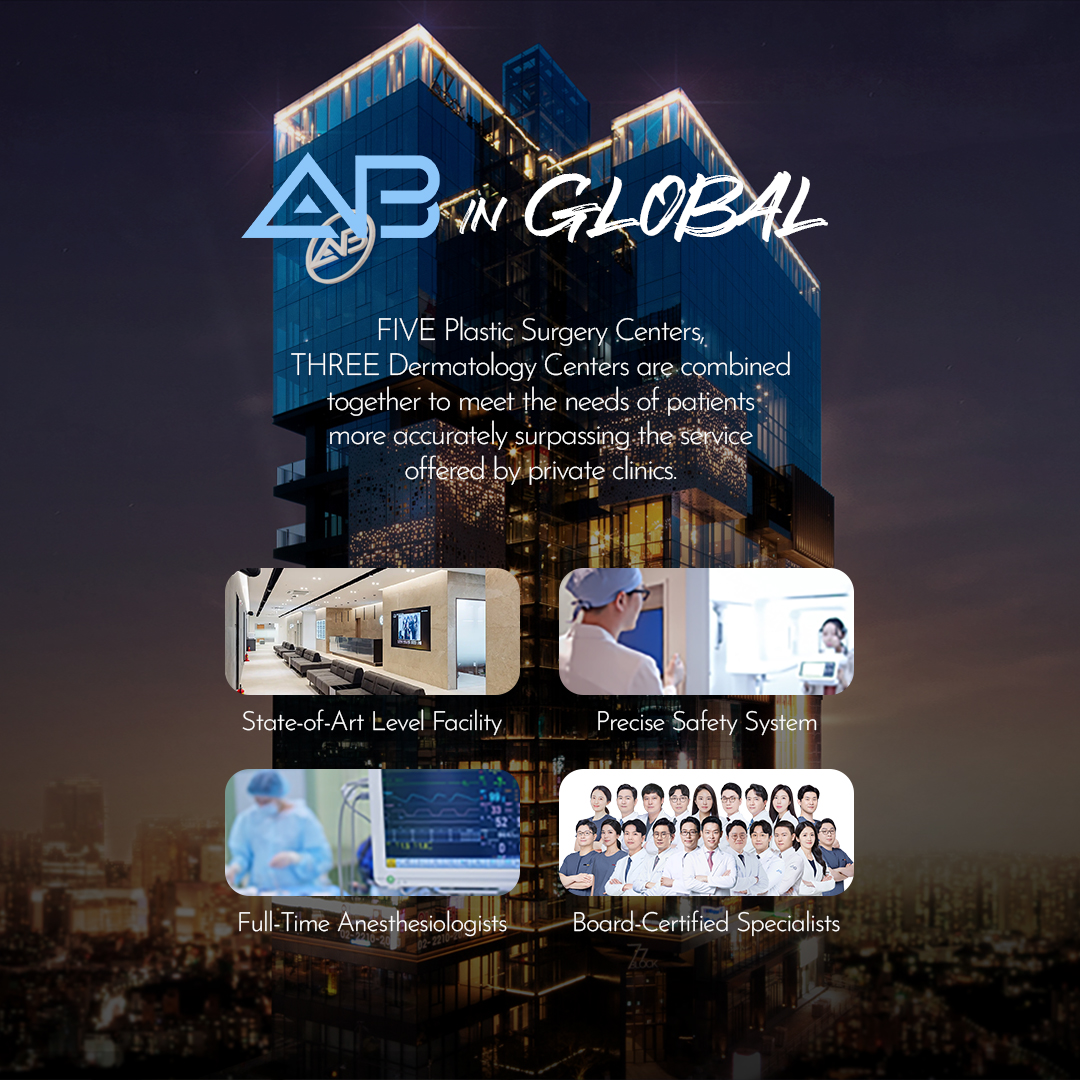 AB IN GLOBAL
AB
FIVE Plastic Surgery Centers,
THREE Dermatology Centers are combined
together to meet the needs of patients
more accurately surpassing the service
offered by private clinics.
State-of-Art Level Facility
Precise Safety System
Full-Time Anesthesiologists
Board-Certified Specialists